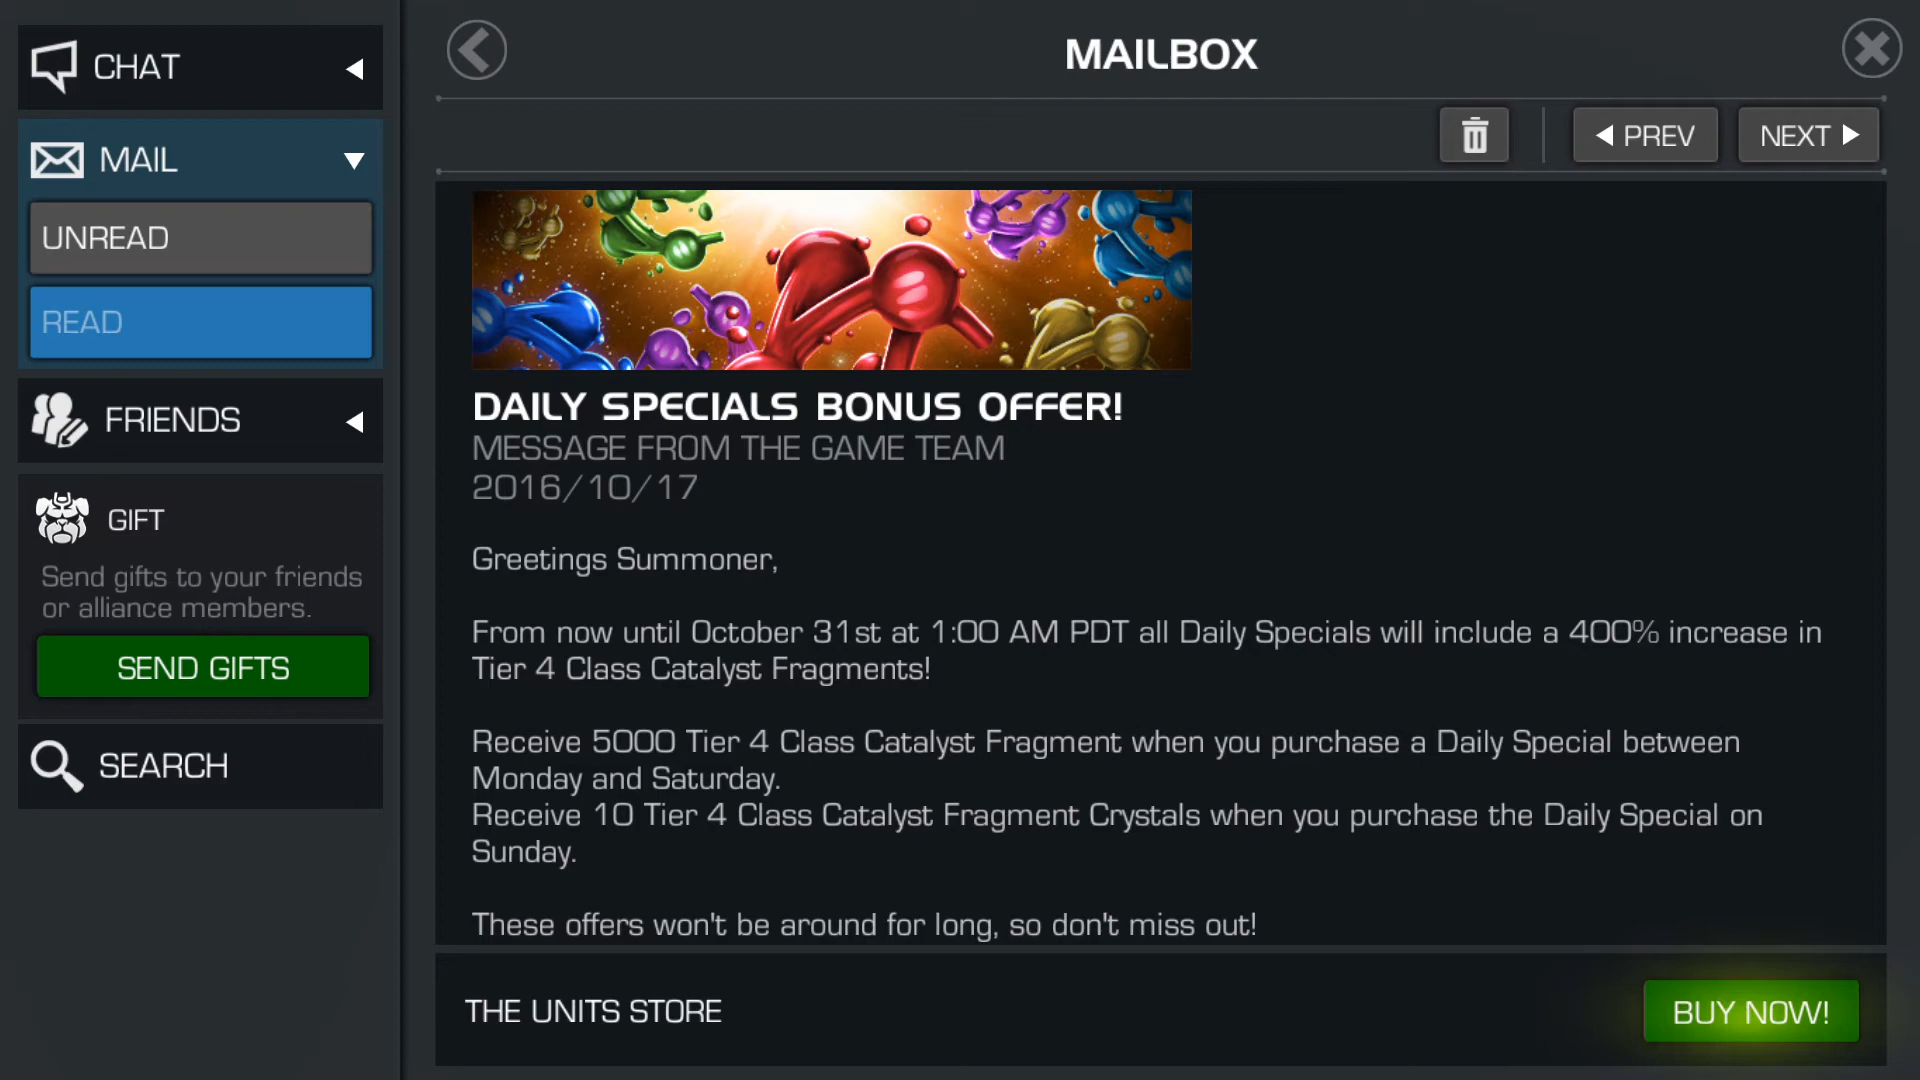 CHAT
MAIL
UNREAD
READ
FRIENDS
GIFT
Send gifts to your friends
or alliance members.
SEND GIFTS
SEARCH
MAILBOX
PREV
NEXT
DAILY SPECIALS BONUS OFFER!
MESSAGE FROM THE GAME TEAM
2016/10/17
Greetings Summoner,
From now until October 31st at 1:00 AM PDT all Daily Specials will include a 400% increase in
Tier 4 Class Catalyst Fragments!
Receive 5000 Tier 4 Class Catalyst Fragment when you purchase a Daily Special between
Monday and Saturday.
Receive 10 Tier 4 Class Catalyst Fragment Crystals when you purchase the Daily Special on
Sunday.
These offers won't be around for long, so don't miss out!
THE UNITS STORE
BUY NOW!